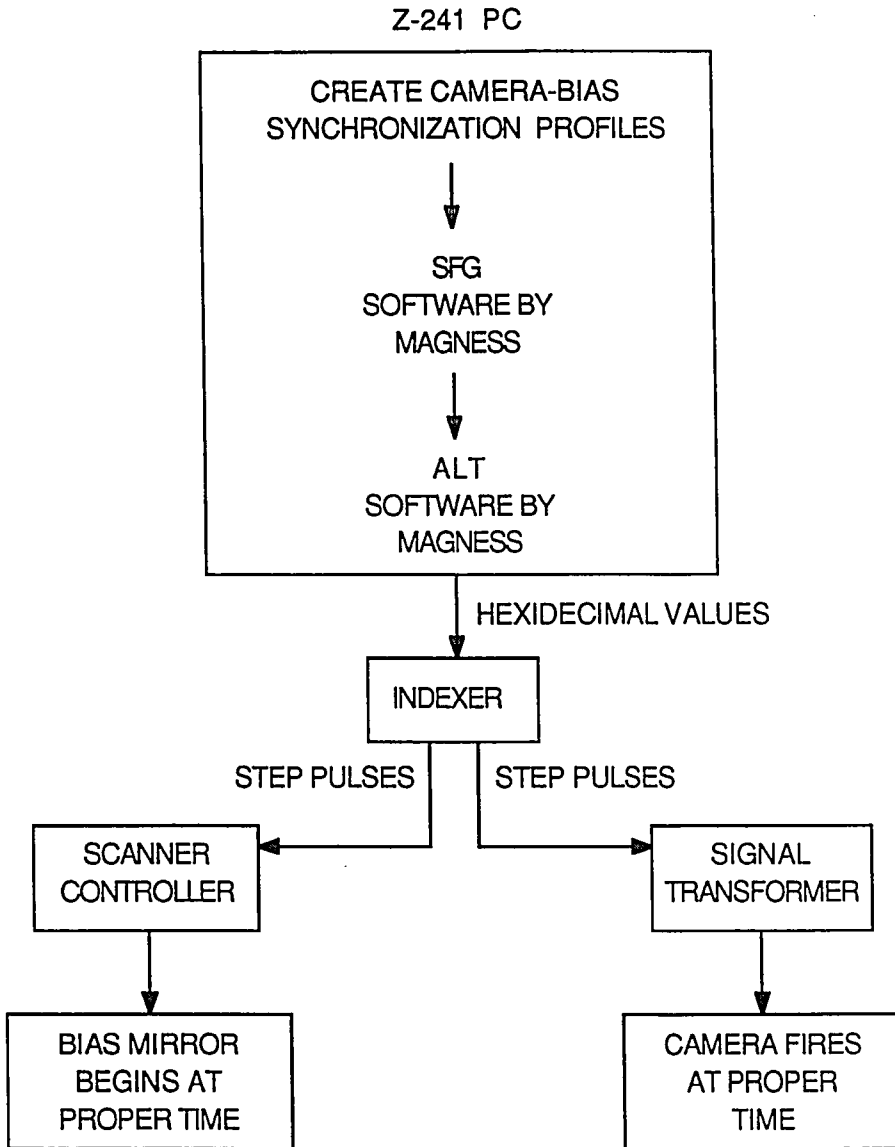 Z-241 PC
CREATE CAMERA-BIAS
SYNCHRONIZATION PROFILES
SFG
SOFTWARE BY
MAGNESS
ALT
SOFTWARE BY
MAGNESS
HEXIDECIMAL VALUES
INDEXER
STEP PULSES
STEP PULSES
SCANNER
CONTROLLER
SIGNAL
TRANSFORMER
BIAS MIRROR
BEGINS AT
PROPER TIME
CAMERA FIRES
AT PROPER
TIME